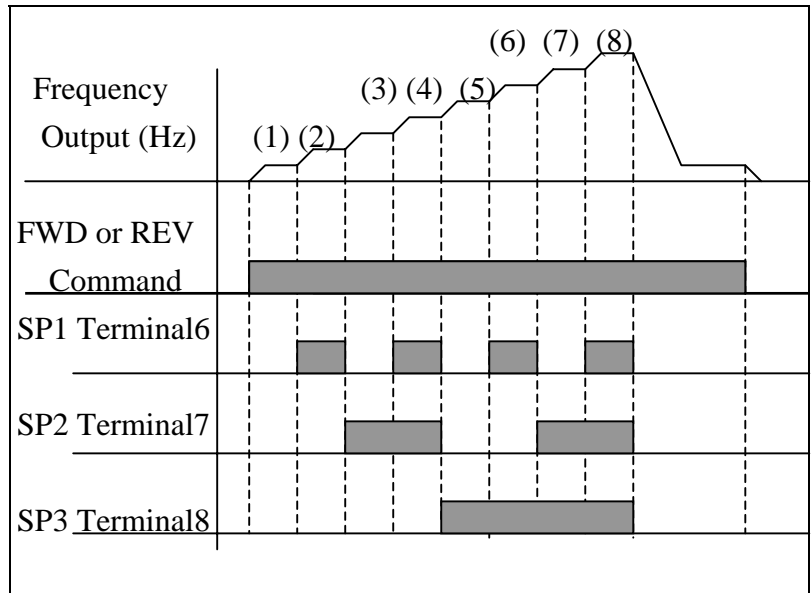 (6) (7) (8)
Frequency
(3) (4) (5)
Output (Hz)
(1) (2)
FWD or REV
Command
SP1 Terminal6
SP2 Terminal7
SP3 Terminal8